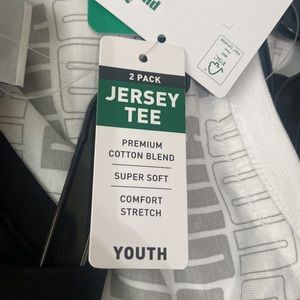 2 PACK
JERSEY
TEE
PREMIUM
COTTON BLEND
SUPER SOFT
COMFORT
STRETCH
YOUTH